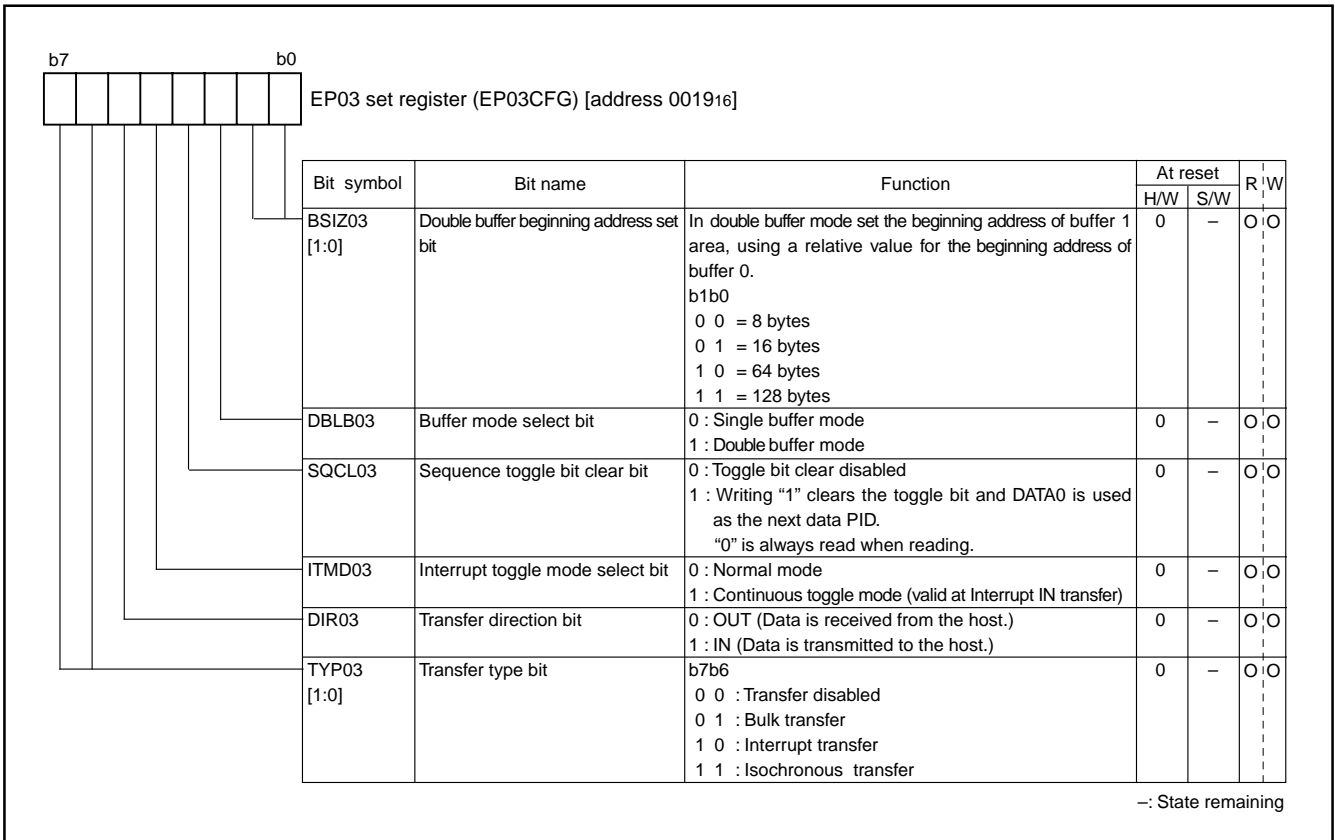 b7 b0
EP03 set register (EP03CFG) [address 001916]
Bit symbol Bit name Function At reset R W
H/W S/W
BSIZ03 Double buffer beginning address set In double buffer mode set the beginning address of buffer 1 0 – O O
[1:0] bit area, using a relative value for the beginning address of
buffer 0.
b1b0
0 0 = 8 bytes
0 1 = 16 bytes
1 0 = 64 bytes
1 1 = 128 bytes
DBLB03 Buffer mode select bit 0 : Single buffer mode 0 – O O
1 : Double buffer mode
SQCL03 Sequence toggle bit clear bit 0 : Toggle bit clear disabled 0 – O O
1 : Writing “1” clears the toggle bit and DATA0 is used
as the next data PID.
“0” is always read when reading.
ITMD03 Interrupt toggle mode select bit 0 : Normal mode 0 – O O
1 : Continuous toggle mode (valid at Interrupt IN transfer)
DIR03 Transfer direction bit 0 : OUT (Data is received from the host.) 0 – O O
1 : IN (Data is transmitted to the host.)
TYP03 Transfer type bit b7b6 0 – O O
[1:0] 0 0 : Transfer disabled
0 1 : Bulk transfer
1 0 : Interrupt transfer
1 1 : Isochronous transfer
–: State remaining